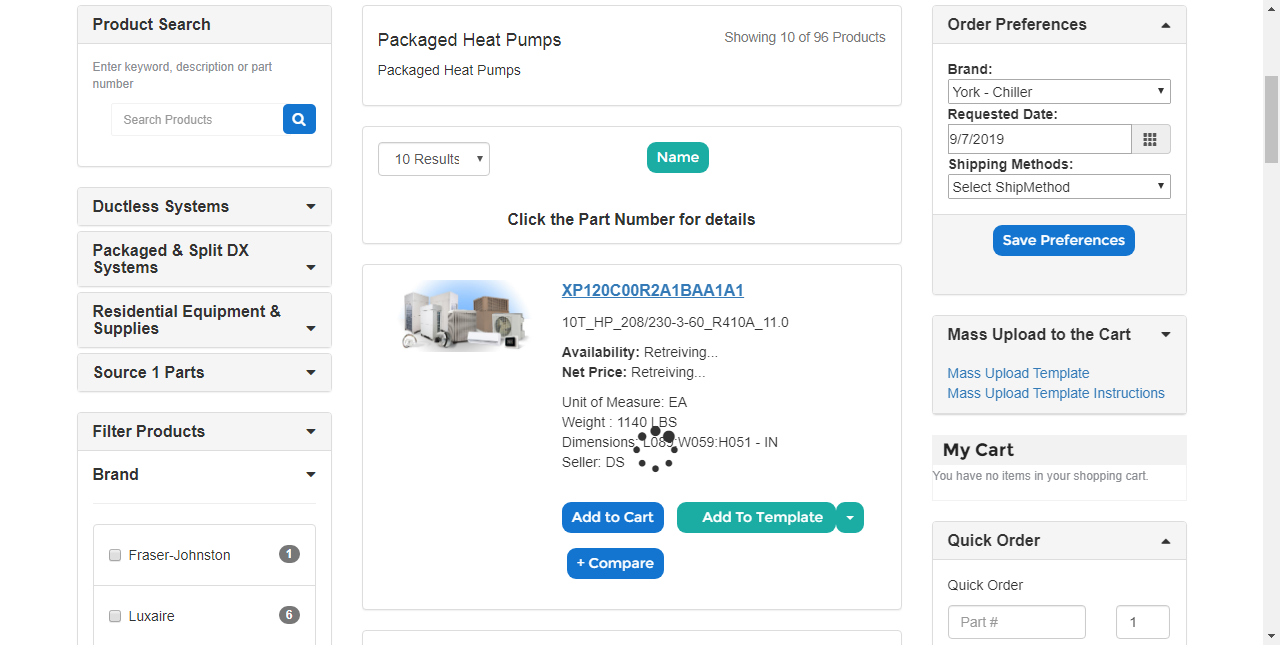 Product Search
Enter keyword, description or part
number
Search Products
Ductless Systems
Packaged & Split DX
Systems
Residential Equipment &
Supplies
Source 1 Parts
Filter Products
Brand
Fraser-Johnston 1
Luxaire 6
Packaged Heat Pumps
Showing 10 of 96 Products
Packaged Heat Pumps
10 Results
Name
Click the Part Number for details
XP120C00R2A1BAA1A1
10T_HP_208/230-3-60_R410A_11.0
Availability: Retreiving...
Net Price: Retreiving...
Unit of Measure: EA
Weight : 1140 LBS
Dimensions: L089:W059:H051 - IN
Seller: DS
Add to Cart
Add To Template
+ Compare
Order Preferences
Brand:
York - Chiller
Requested Date:
9/7/2019
Shipping Methods:
Select ShipMethod
Save Preferences
Mass Upload to the Cart
Mass Upload Template
Mass Upload Template Instructions
My Cart
You have no items in your shopping cart.
Quick Order
Quick Order
Part #
1